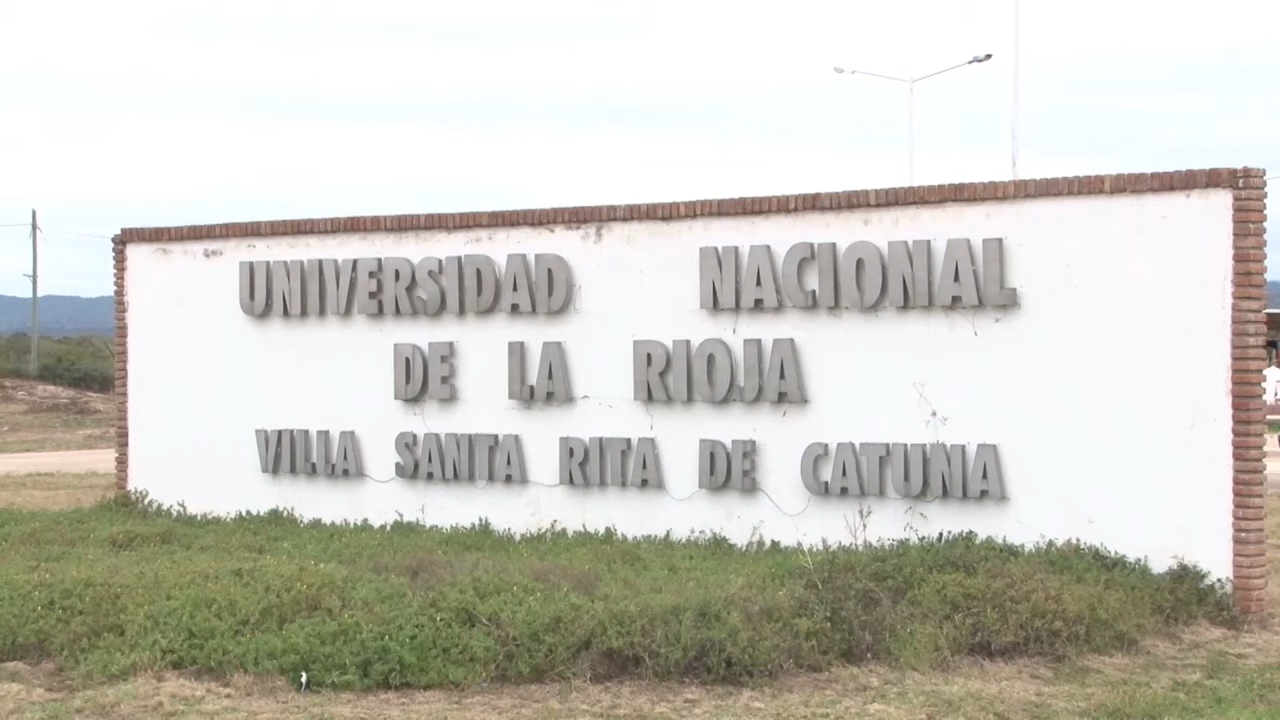 UNIVERSIDAD NACIONAL
DE LA RIOJA
VILLA SANTA RITA DE CATUNA